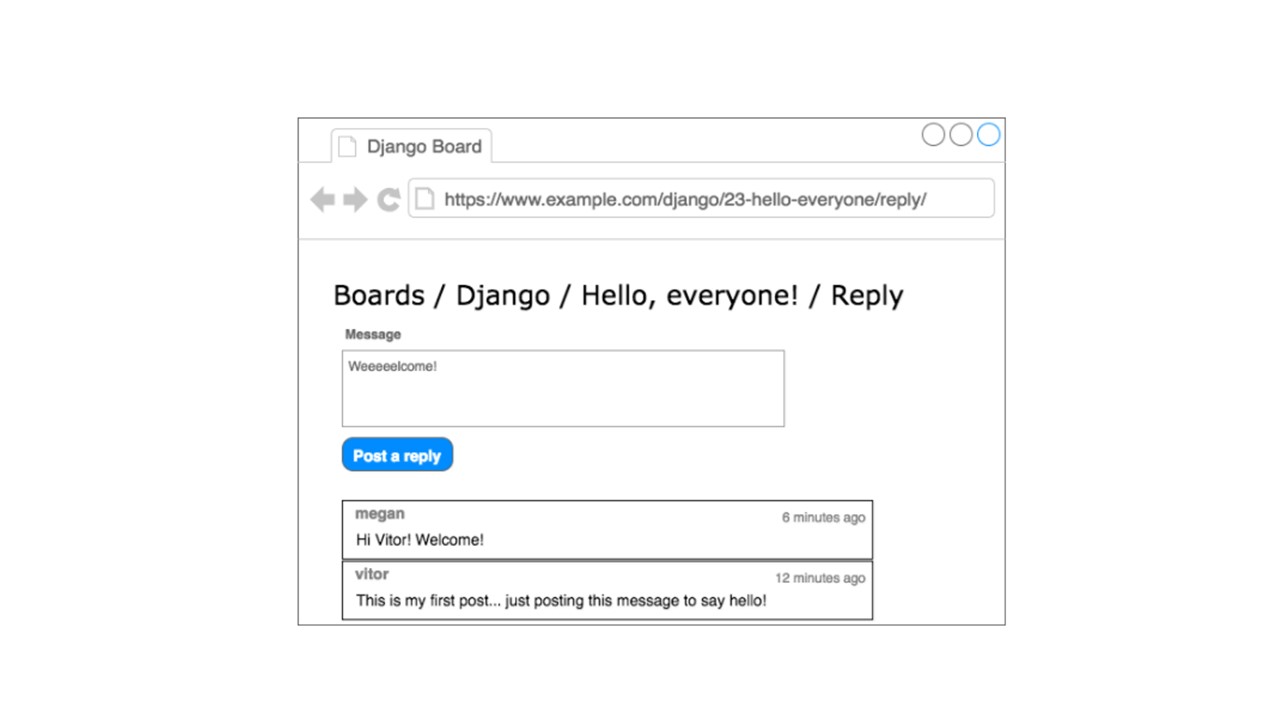 Django Board
https://www.example.com/django/23-hello-everyone/reply/
Boards / Django / Hello, everyone! / Reply
Message
Weeeeelcome!
Post a reply
megan
6 minutes ago
Hi Vitor! Welcome!
vitor
12 minutes ago
This is my first post... just posting this message to say hello!